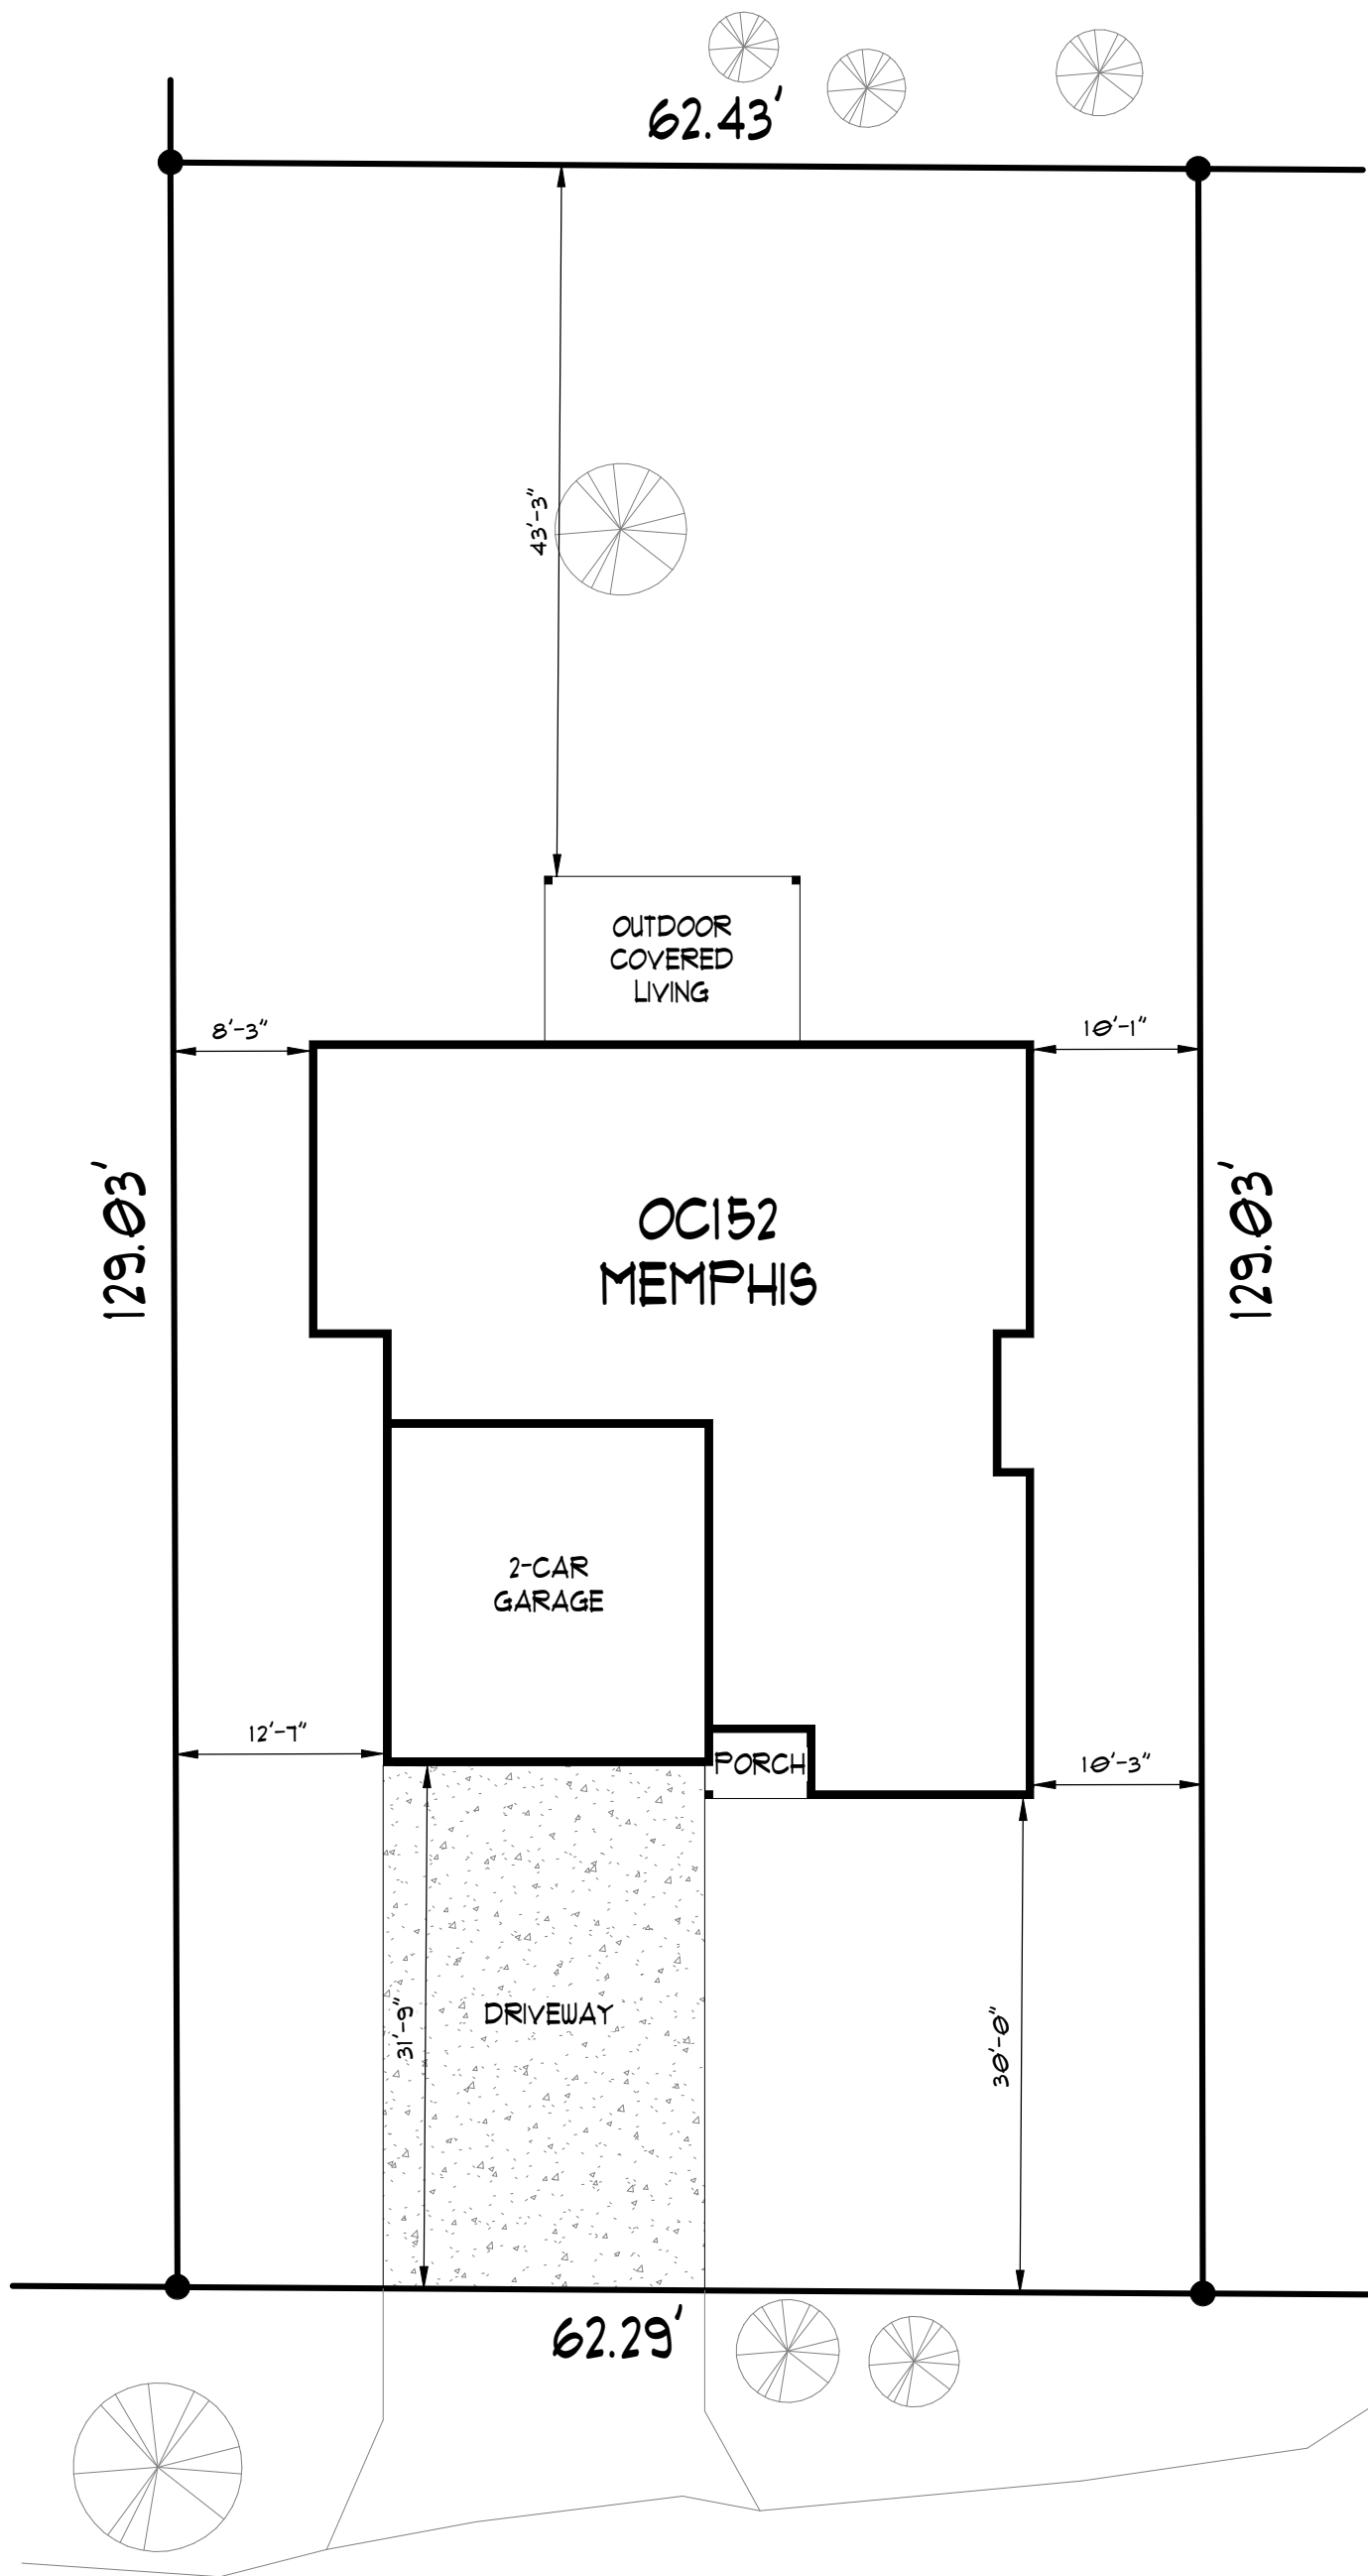 62.43'
43'-3"
OUTDOOR
COVERED
LIVING
8'-3"
10'-1"
129.03'
OC152
MEMPHIS
129.03'
2-CAR
GARAGE
12'-7"
PORCH
10'-3"
31'-9"
DRIVEWAY
30'-0"
62.29'